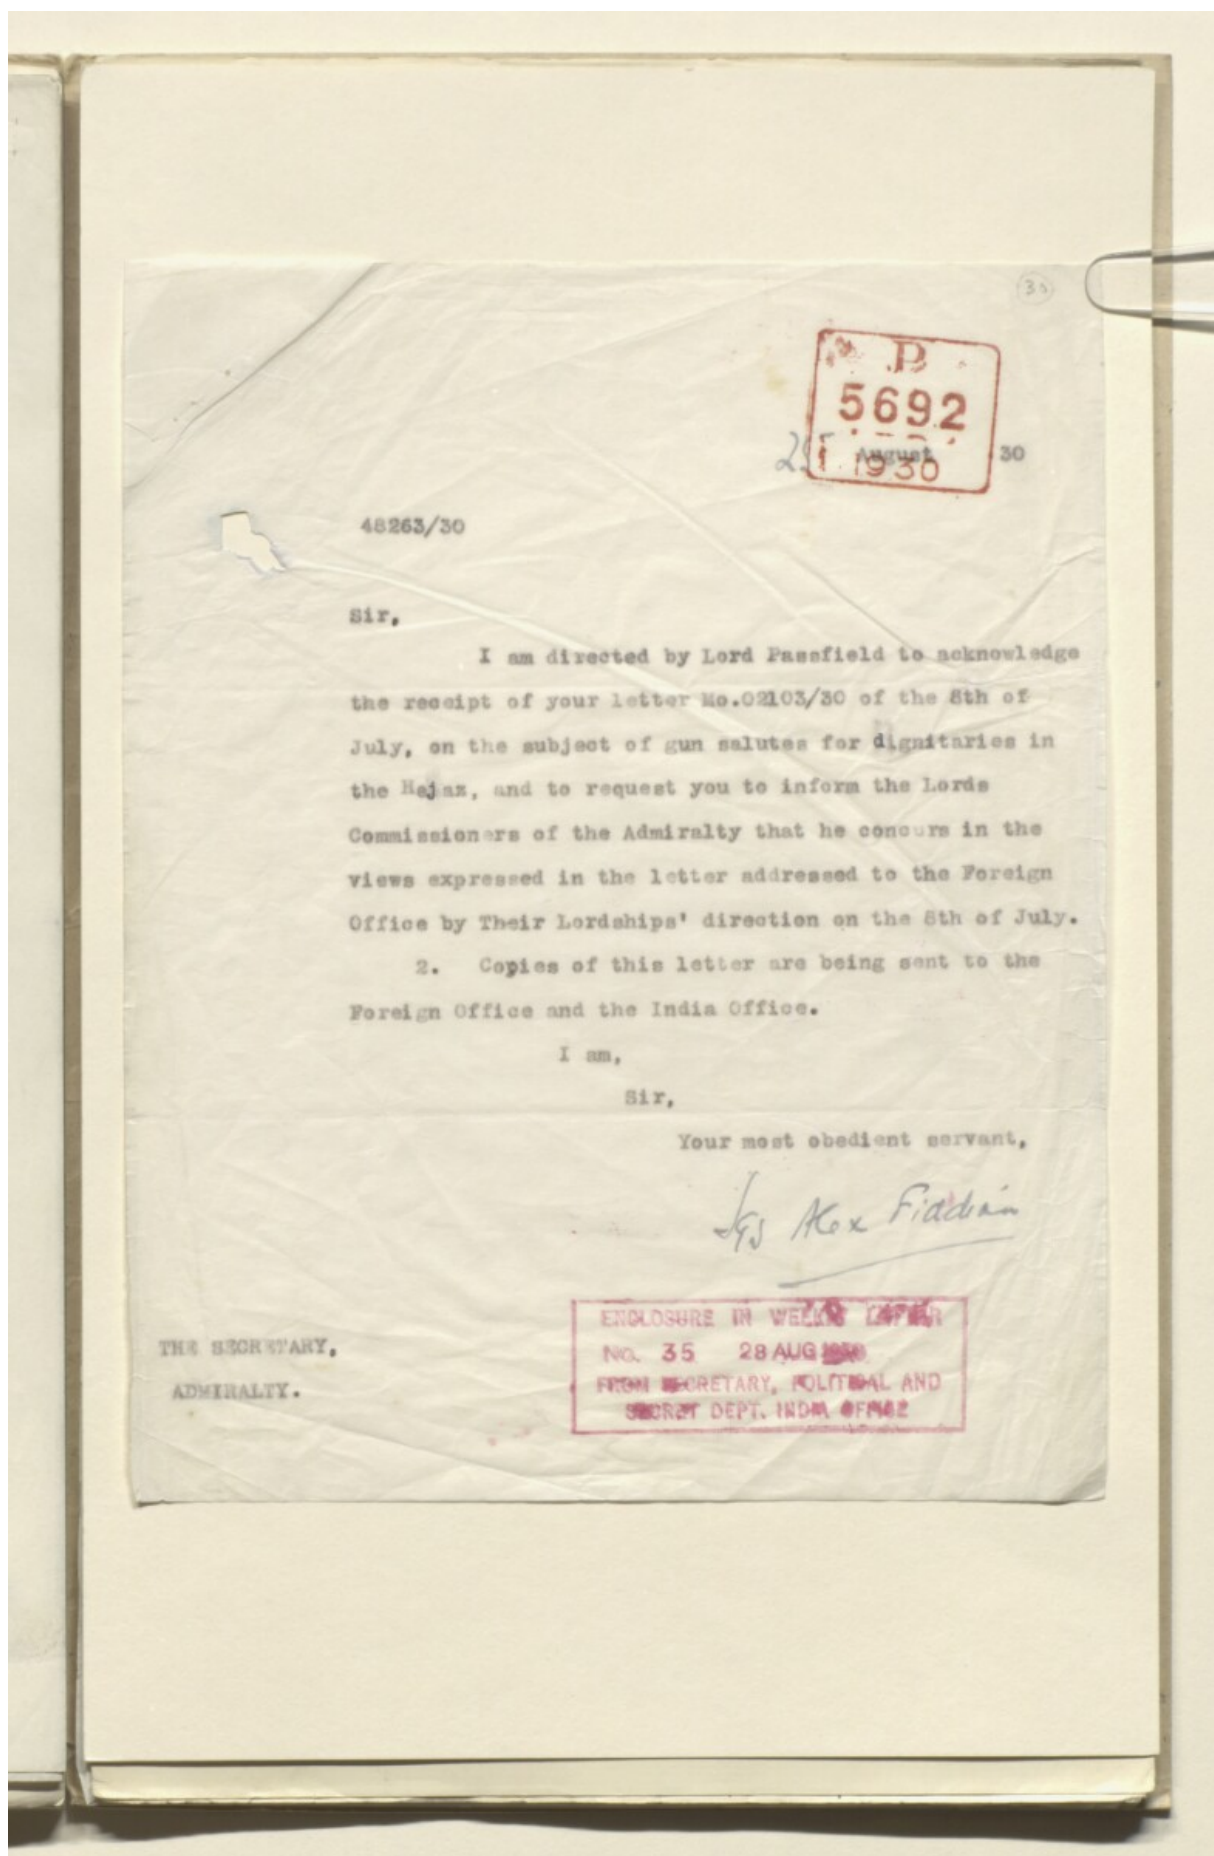 30
P
5692
1930
August 30
48263/30
Sir,
I am directed by Lord Passfield to acknowledge
the receipt of your letter Mo.02103/30 of the 8th of
July, on the subject of gun salutes for dignitaries in
the Hejaz, and to request you to inform the Lords
Commissioners of the Admiralty that he concurs in the
views expressed in the letter addressed to the Foreign
Office by Their Lordships' direction on the 8th of July.
2. Copies of this letter are being sent to the
Foreign Office and the India Office.
I am,
Sir,
Your most obedient servant,
Sgd Alex Fiddian
ENCLOSURE IN WEEKLY LETTER
NO. 35 28 AUG 1930
FROM SECRETARY, POLITICAL AND
SECRET DEPT. INDIA OFFICE
THE SECRETARY,
ADMIRALTY.